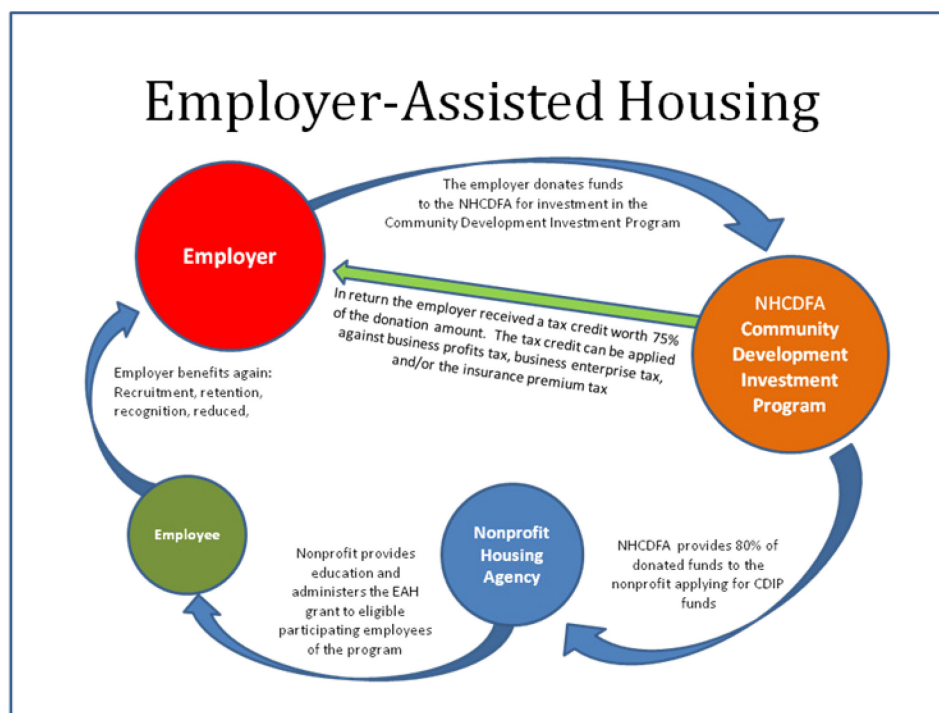 Employer-Assisted Housing
The employer donates funds
to the NHCDFA for investment in the
Community Development Investment Program
Employer
In return the employer received a tax credit worth 75%
of the donation amount.  The tax credit can be applied
against business profits tax, business enterprise tax,
and/or the insurance premium tax
NHCDFA
Community
Development
Investment
Program
Employer benefits again:
Recruitment, retention,
recognition, reduced,
Employee
Nonprofit
Housing
Agency
NHCDFA  provides 80% of
donated funds to the
nonprofit applying for CDIP
funds
Nonprofit provides
education and
administers the EAH
grant to eligible
participating employees
of the program